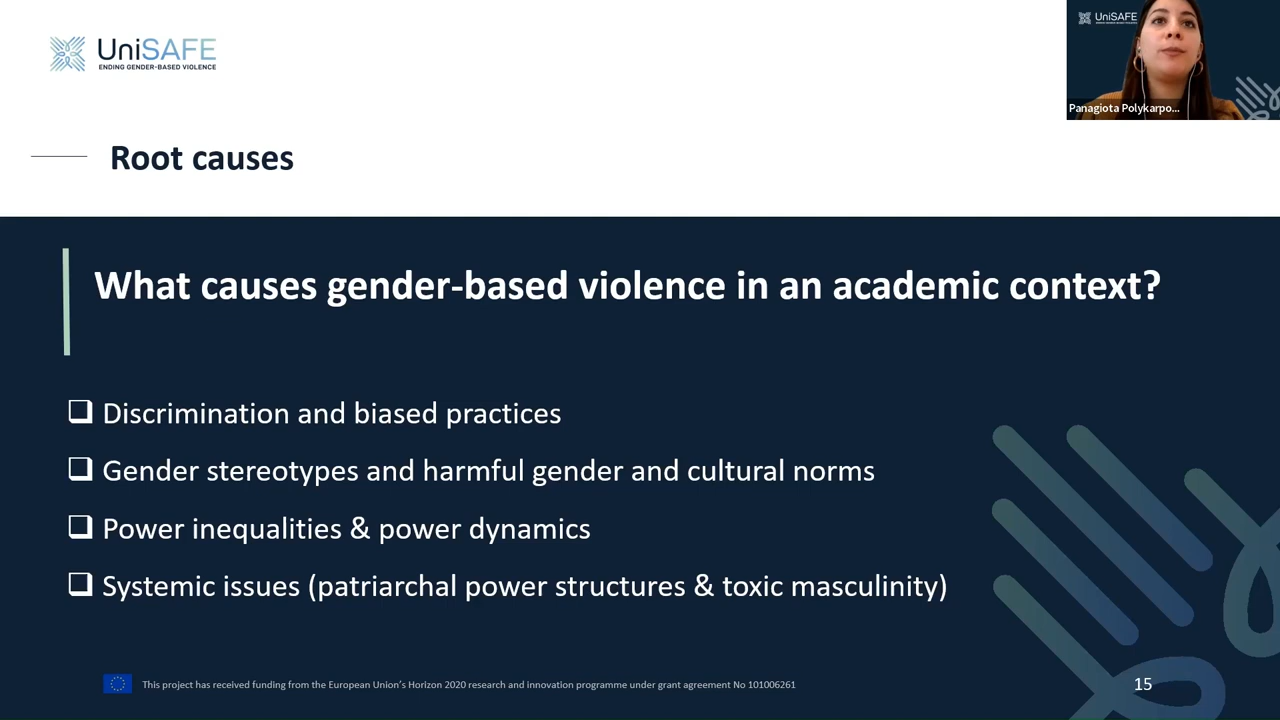 UniSAFE
ENDING GENDER-BASED VIOLENCE
UniSAFE
Panagiota Polykarpo...
Root causes
What causes gender-based violence in an academic context?
Discrimination and biased practices
Gender stereotypes and harmful gender and cultural norms
Power inequalities & power dynamics
Systemic issues (patriarchal power structures & toxic masculinity)
This project has received funding from the European Union's Horizon 2020 research and innovation programme under grant agreement No 101006261
15